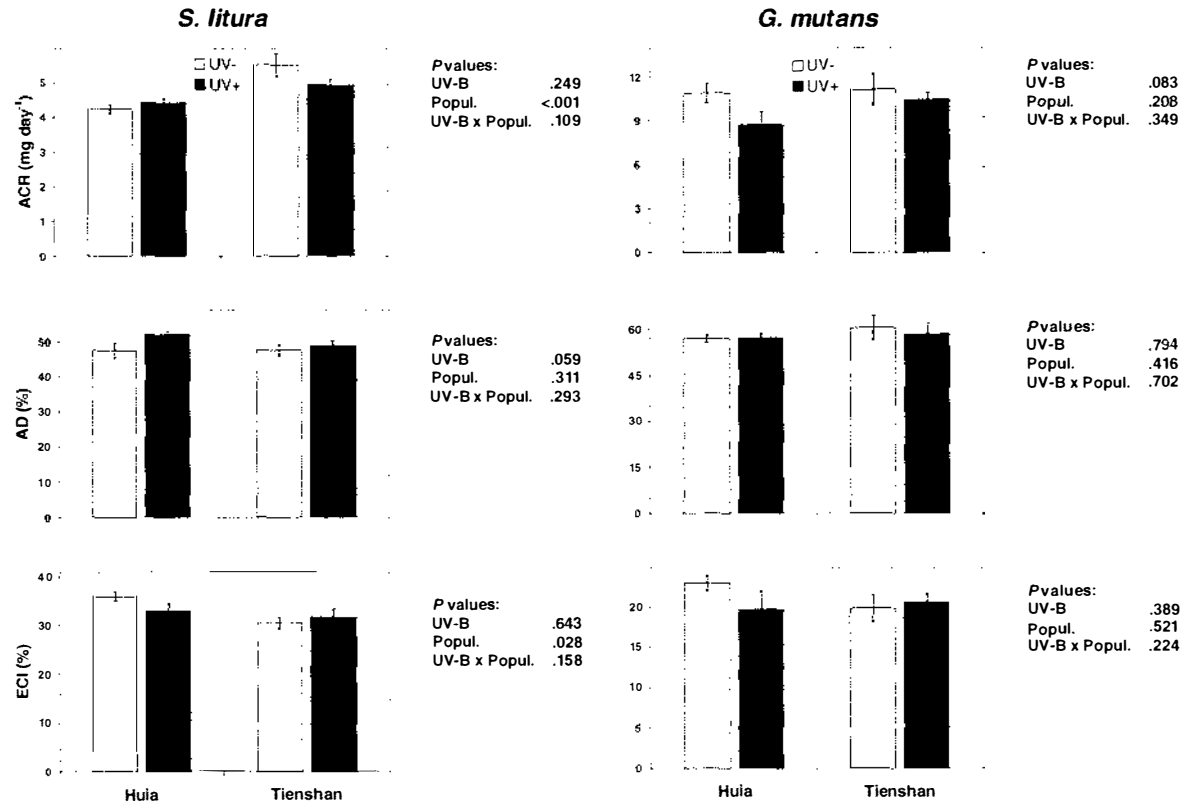 S. litura
UV-
UV+
5
4
3
2
1
0
ACR (mg day-1)
P values:
UV-B .249
Popul. <.001
UV-B x Popul. .109
G. mutans
UV-
UV+
12
9
6
3
0
P values:
UV-B .083
Popul. .208
UV-B x Popul. .349
50
40
30
20
10
0
AD (%)
P values:
UV-B .059
Popul. .311
UV-B x Popul. .293
60
45
30
15
0
P values:
UV-B .794
Popul. .416
UV-B x Popul. .702
40
30
20
10
0
ECI (%)
Huia Tienshan
P values:
UV-B .643
Popul. .028
UV-B x Popul. .158
20
15
10
5
0
Huia Tienshan
P values:
UV-B .389
Popul. .521
UV-B x Popul. .224